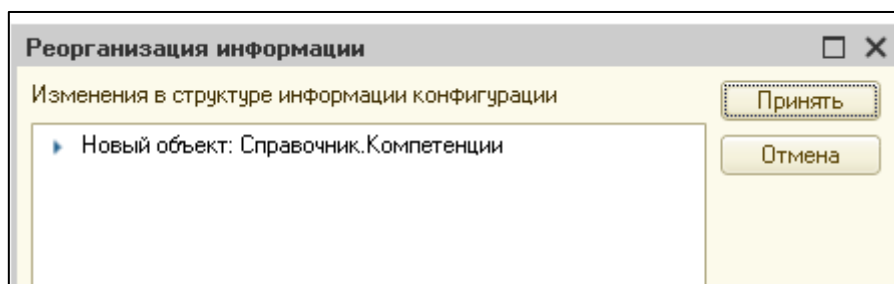 Реорганизация информации
Изменения в структуре информации конфигурации
Принять
Новый объект: Справочник.Компетенции
Отмена